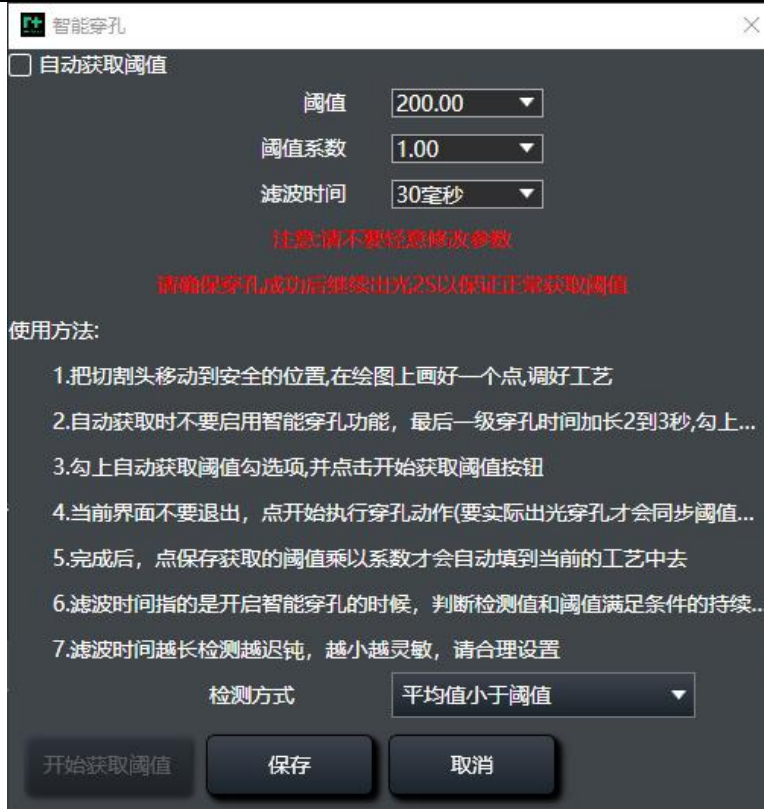 智能穿孔
自动获取阈值
阈值 200.00
阈值系数 1.00
滤波时间 30毫秒
注意:请不要轻意修改参数
请确保穿孔成功后继续出光2S以保证正常获取阈值
使用方法:
1.把切割头移动到安全的位置,在绘图上画好一个点,调好工艺
2.自动获取时不要启用智能穿孔功能，最后一级穿孔时间加长2到3秒,勾上...
3.勾上自动获取阈值勾选项,并点击开始获取阈值按钮
4.当前界面不要退出，点开始执行穿孔动作(要实际出光穿孔才会同步阈值...
5.完成后，点保存获取的阈值乘以系数才会自动填到当前的工艺中去
6.滤波时间指的是开启智能穿孔的时候，判断检测值和阈值满足条件的持续...
7.滤波时间越长检测越迟钝，越小越灵敏，请合理设置
检测方式 平均值小于阈值
开始获取阈值 保存 取消